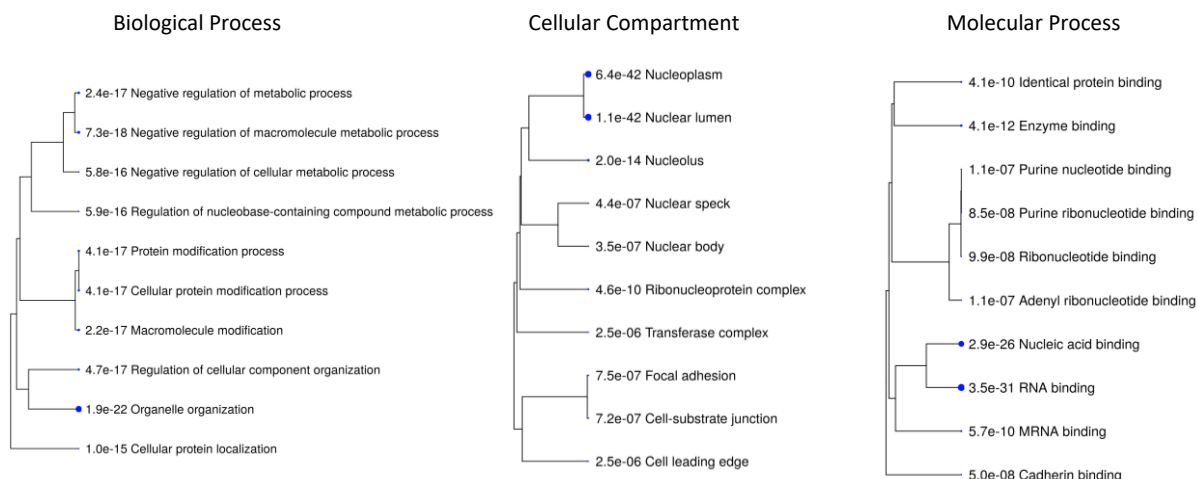 Biological Process
2.4e-17 Negative regulation of metabolic process
7.3e-18 Negative regulation of macromolecule metabolic process
5.8e-16 Negative regulation of cellular metabolic process
5.9e-16 Regulation of nucleobase-containing compound metabolic process
4.1e-17 Protein modification process
4.1e-17 Cellular protein modification process
2.2e-17 Macromolecule modification
4.7e-17 Regulation of cellular component organization
1.9e-22 Organelle organization
1.0e-15 Cellular protein localization
Cellular Compartment
6.4e-42 Nucleoplasm
1.1e-42 Nuclear lumen
2.0e-14 Nucleolus
4.4e-07 Nuclear speck
3.5e-07 Nuclear body
4.6e-10 Ribonucleoprotein complex
2.5e-06 Transferase complex
7.5e-07 Focal adhesion
7.2e-07 Cell-substrate junction
2.5e-06 Cell leading edge
Molecular Process
4.1e-10 Identical protein binding
4.1e-12 Enzyme binding
1.1e-07 Purine nucleotide binding
8.5e-08 Purine ribonucleotide binding
9.9e-08 Ribonucleotide binding
1.1e-07 Adenyl ribonucleotide binding
2.9e-26 Nucleic acid binding
3.5e-31 RNA binding
5.7e-10 MRNA binding
5.0e-08 Cadherin binding